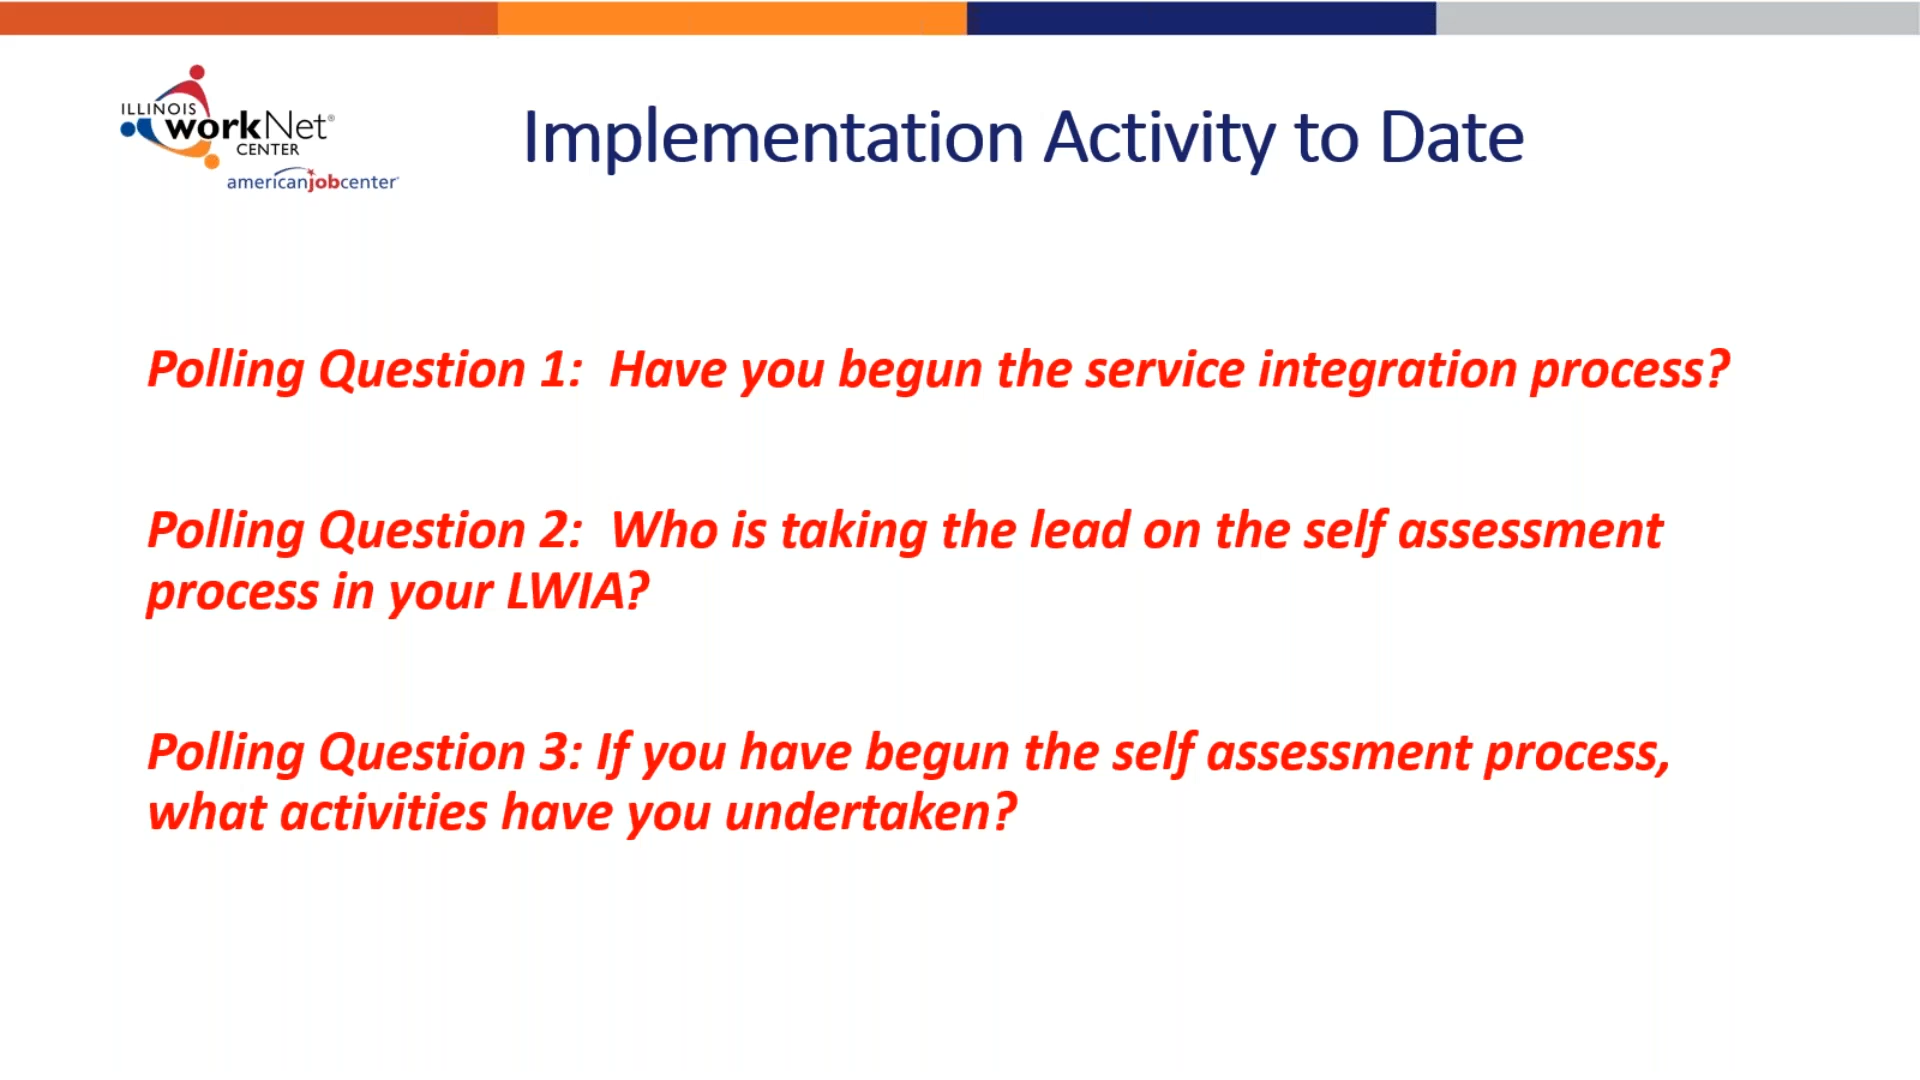 ILLINOIS
workNet®
CENTER
americanjobcenter
Implementation Activity to Date
Polling Question 1:  Have you begun the service integration process?
Polling Question 2:  Who is taking the lead on the self assessment
process in your LWIA?
Polling Question 3: If you have begun the self assessment process,
what activities have you undertaken?